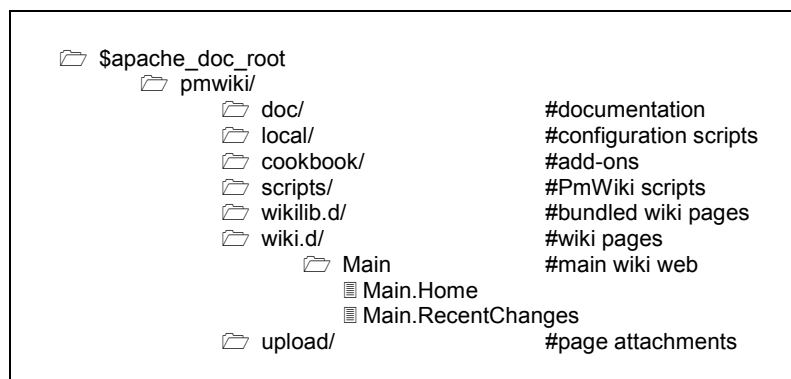 $apache_doc_root
pmwiki/
doc/ #documentation
local/ #configuration scripts
cookbook/ #add-ons
scripts/ #PmWiki scripts
wikilib.d/ #bundled wiki pages
wiki.d/ #wiki pages
Main #main wiki web
Main.Home
Main.RecentChanges
upload/ #page attachments